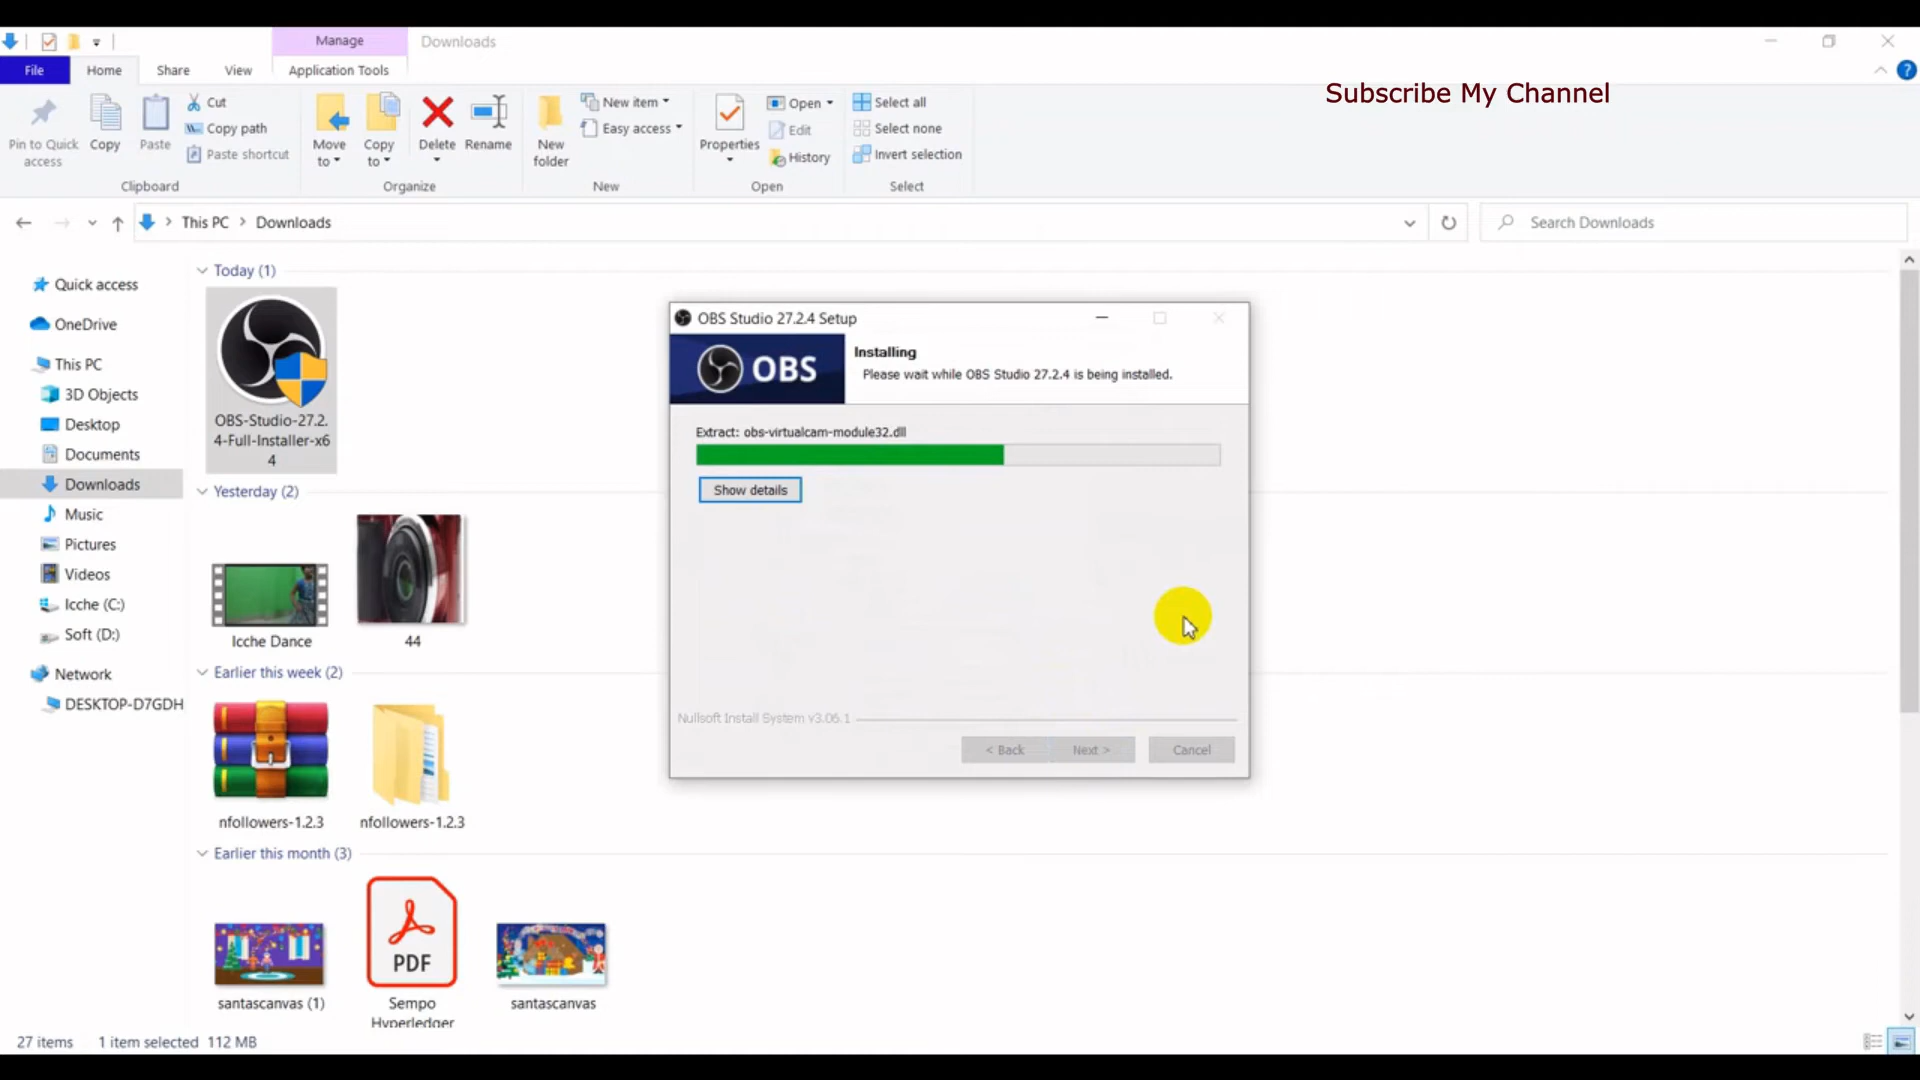 Manage
Downloads
File
Home
Share
View
Application Tools
Subscribe My Channel
Pin to Quick
access
Copy
Paste
Cut
Copy path
Paste shortcut
Clipboard
Move
to
Copy
to
Delete
Rename
Organize
New
folder
New item
Easy access
New
Properties
Open
Edit
History
Open
Select all
Select none
Invert selection
Select
This PC > Downloads
Search Downloads
Quick access
OneDrive
This PC
3D Objects
Desktop
Documents
Downloads
Music
Pictures
Videos
Icche (C:)
Soft (D:)
Network
DESKTOP-D7GDH
Today (1)
OBS-Studio-27.2.
4-Full-Installer-x6
4
Yesterday (2)
Icche Dance
44
Earlier this week (2)
nfollowers-1.2.3
nfollowers-1.2.3
Earlier this month (3)
santascanvas (1)
PDF
Sempo
Hyperledger
santascanvas
OBS Studio 27.2.4 Setup
OBS
Installing
Please wait while OBS Studio 27.2.4 is being installed.
Extract: obs-virtualcam-module32.dll
Show details
Nullsoft Install System v3.06.1
< Back
Next >
Cancel
27 items
1 item selected 112 MB